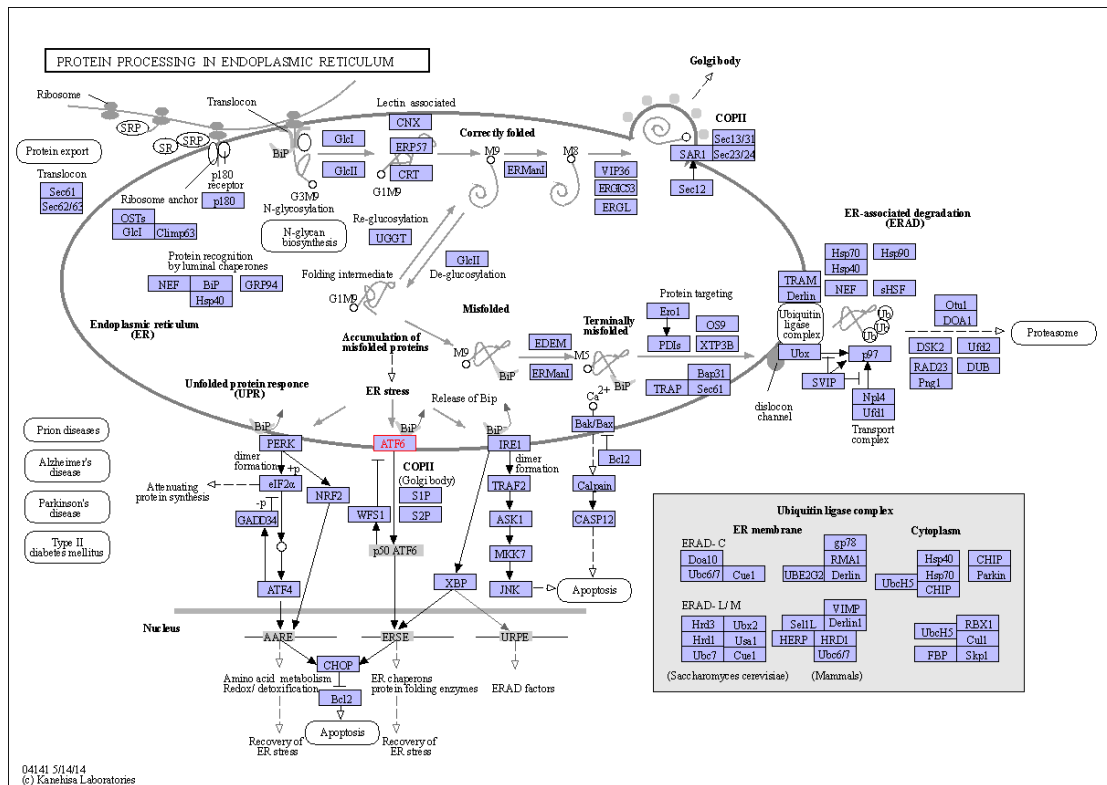 PROTEIN PROCESSING IN ENDOPLASMIC RETICULUM
Golgi body
Ribosome
Translocon
Lectin associated
SRP
SRP
SR
CNX
Correctly folded
COPII
Sec13/31
Protein export
GlcI
ERP57
M9
M8
SAR1
Sec23/24
BiP
GlcII
CRT
G1M9
ERManI
VIP36
Translocon
p180
receptor
G3M9
ERGIC53
Sec12
Sec61
Ribosome anchor
p180
N-glycosylation
ERGL
Sec62/63
OSTs
Re-glucosylation
ER-associated degradation
(ERAD)
GlcI
Climp63
N-glycan
biosynthesis
UGGT
Hsp70
Hsp90
Protein recognition
by luminal chaperones
GlcII
De-glucosylation
Hsp40
NEF
BiP
GRP94
Folding intermediate
TRAM
NEF
sHSF
Hsp40
G1M9
Protein targeting
Derlin
Otu1
Endoplasmic reticulum
(ER)
Misfolded
Ero1
OS9
Ubiquitin
ligase
complex
Ub
Ub
Ub
DOA1
Proteasome
Accumulation
of misfolded proteins
Terminally
misfolded
EDEM
PDIs
XTP3B
Ubx
p97
DSK2
Ufd2
M9
M5
ERManI
BiP
BiP
Bap31
TRAP
Sec61
SVIP
RAD23
DUB
Png1
Unfolded protein responce
(UPR)
ER stress
Release of Bip
Ca2+
dislocon
channel
Npl4
Ufd1
Transport
complex
BiP
BiP
BiP
Bak/Bax
Prion diseases
PERK
ATF6
IRE1
Bcl2
dimer
formation
+p
COPII
(Golgi body)
dimer
formation
Alzheimer's
disease
Attenuating
protein synthesis
eIF2α
NRF2
S1P
TRAF2
Calpain
Parkinson's
disease
-p
GADD34
WFS1
S2P
ASK1
CASP12
Type II
diabetes mellitus
p50 ATF6
MKK7
ATF4
XBP
JNK
Apoptosis
Nucleus
AARE
ERSE
URPE
CHOP
Amino acid metabolism
Redox/ detoxification
ER chaperons
protein folding enzymes
ERAD factors
Bcl2
Apoptosis
Recovery of
ER stress
Recovery of
ER stress
Ubiquitin ligase complex
ER membrane
Cytoplasm
ERAD- C
gp78
Doa10
RMA1
Hsp40
CHIP
Ubc6/7
Cue1
UBE2G2
Derlin
UbcH5
Hsp70
Parkin
CHIP
ERAD- L/ M
VIMP
Hrd3
Ubx2
Sel1L
Derlin1
RBX1
Hrd1
Usa1
HERP
HRD1
UbcH5
Cul1
Ubc7
Cue1
Ubc6/7
FBP
Skp1
(Saccharomyces cerevisiae)
(Mammals)
04141 5/14/14
(c) Kanehisa Laboratories